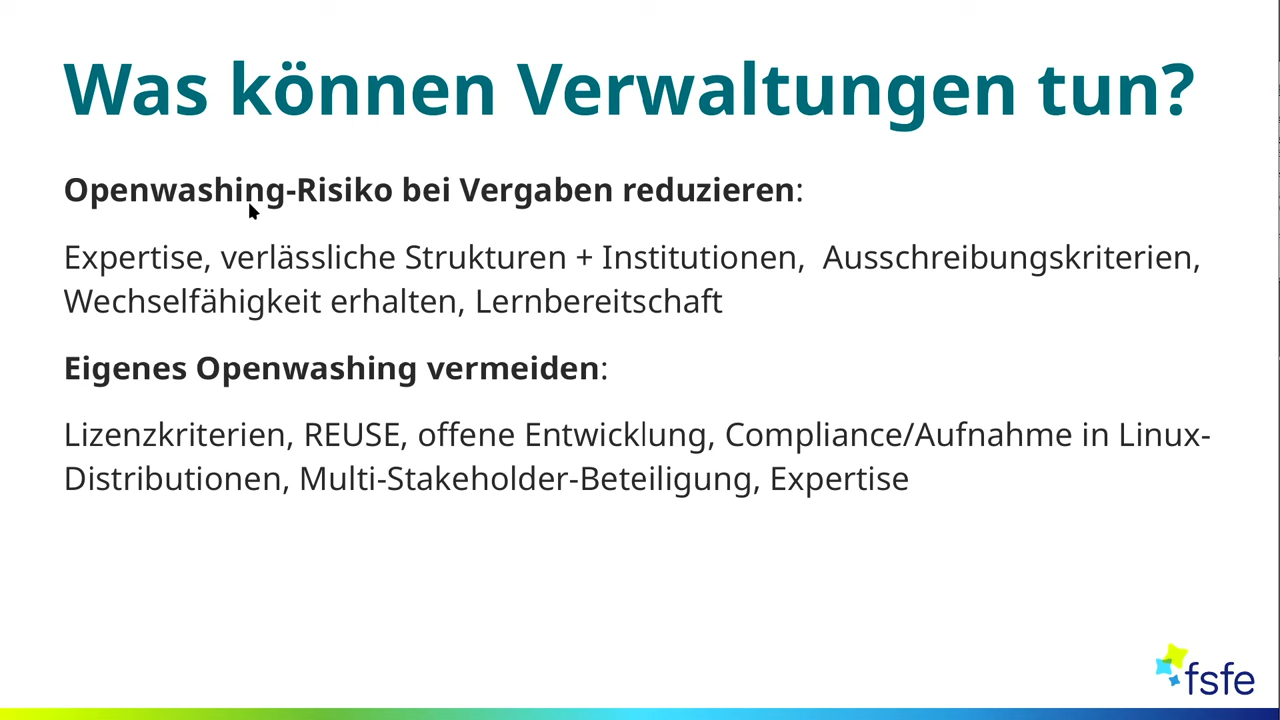 Was können Verwaltungen tun?
Openwashing-Risiko bei Vergaben reduzieren:
Expertise, verlässliche Strukturen + Institutionen,  Ausschreibungskriterien,
Wechselfähigkeit erhalten, Lernbereitschaft
Eigenes Openwashing vermeiden:
Lizenzkriterien, REUSE, offene Entwicklung, Compliance/Aufnahme in Linux-
Distributionen, Multi-Stakeholder-Beteiligung, Expertise
fsfe